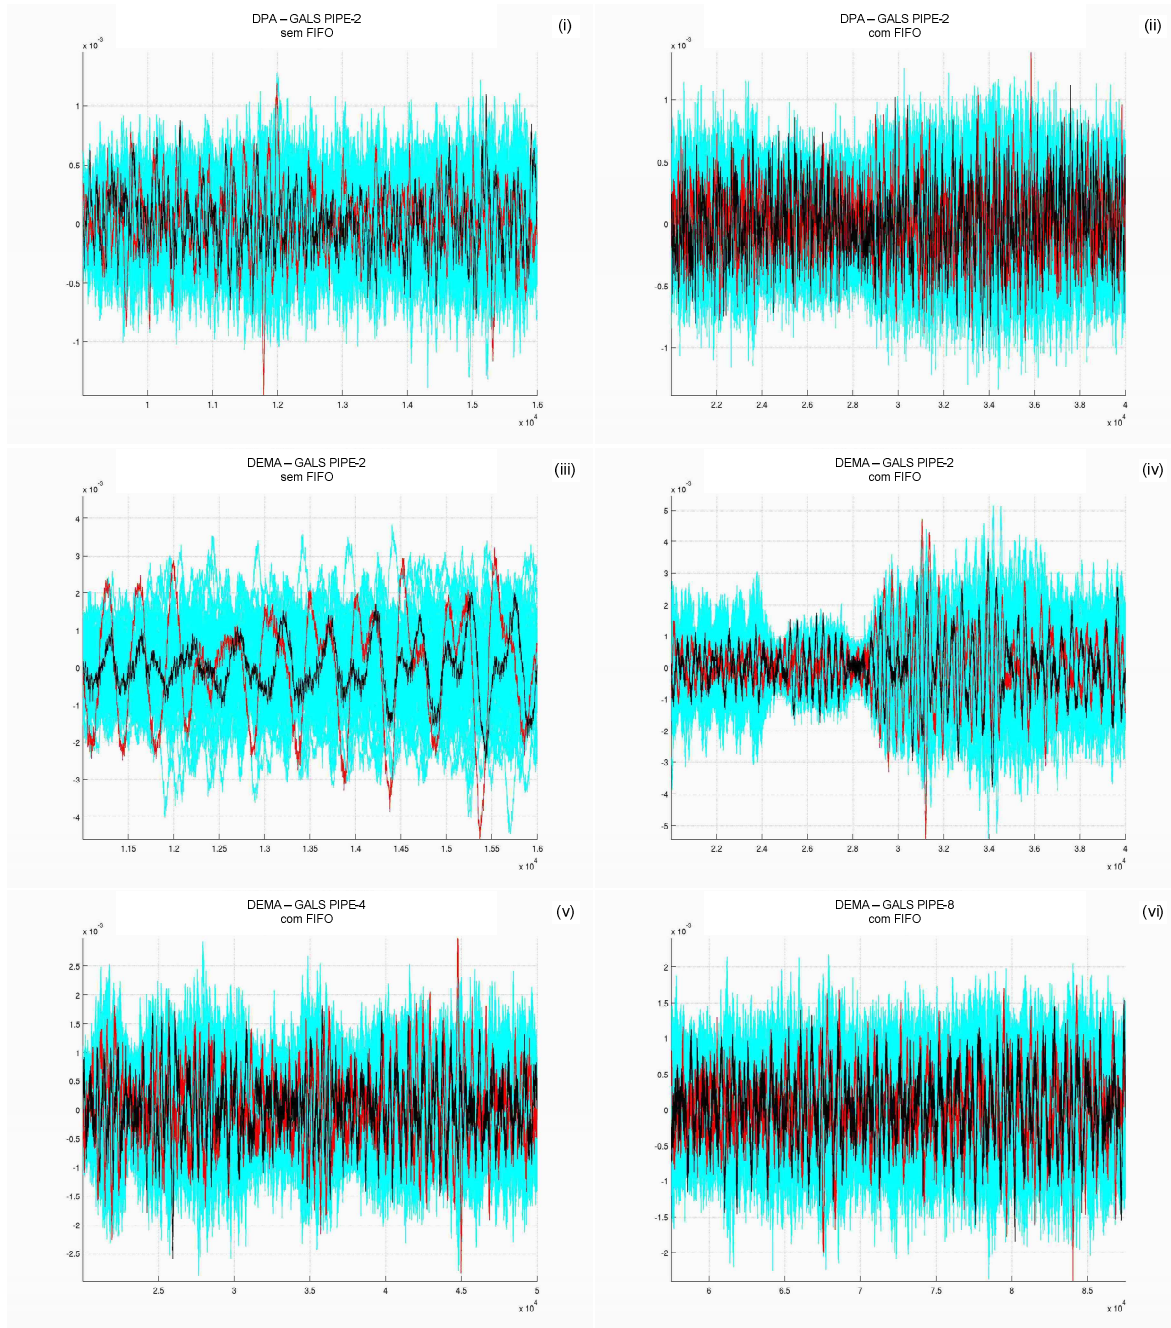 DPA – GALS PIPE-2
sem FIFO
(i)
x 10⁻³
1
0.5
0
-0.5
-1
1 1.1 1.2 1.3 1.4 1.5 1.6
x 10⁴
DPA – GALS PIPE-2
com FIFO
(ii)
x 10⁻³
1
0.5
0
-0.5
-1
2.2 2.4 2.6 2.8 3 3.2 3.4 3.6 3.8 4
x 10⁴
DEMA – GALS PIPE-2
sem FIFO
(iii)
x 10⁻³
4
3
2
1
0
-1
-2
-3
-4
1.15 1.2 1.25 1.3 1.35 1.4 1.45 1.5 1.55 1.6
x 10⁴
DEMA – GALS PIPE-2
com FIFO
(iv)
x 10⁻³
5
4
3
2
1
0
-1
-2
-3
-4
-5
2.2 2.4 2.6 2.8 3 3.2 3.4 3.6 3.8 4
x 10⁴
DEMA – GALS PIPE-4
com FIFO
(v)
x 10⁻³
2.5
2
1.5
1
0.5
0
-0.5
-1
-1.5
-2
-2.5
2.5 3 3.5 4 4.5 5
x 10⁴
DEMA – GALS PIPE-8
com FIFO
(vi)
x 10⁻³
2
1.5
1
0.5
0
-0.5
-1
-1.5
-2
6 6.5 7 7.5 8 8.5
x 10⁴